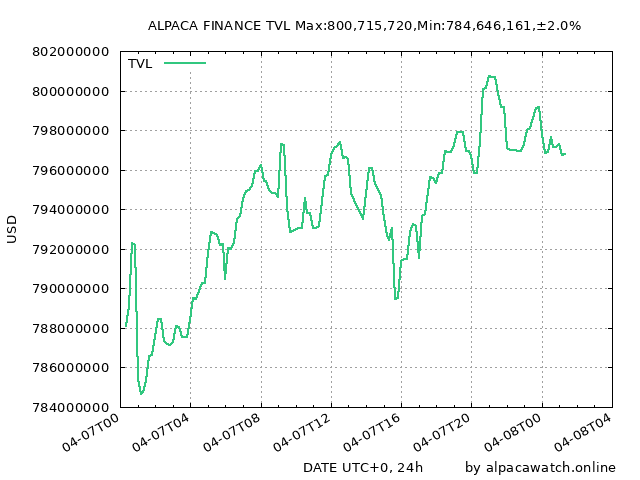 ALPACA FINANCE TVL Max:800,715,720,Min:784,646,161,±2.0%
TVL
802000000
800000000
798000000
796000000
794000000
792000000
790000000
788000000
786000000
784000000
USD
04-07T00
04-07T04
04-07T08
04-07T12
04-07T16
04-07T20
04-08T00
04-08T04
DATE UTC+0, 24h
by alpacawatch.online